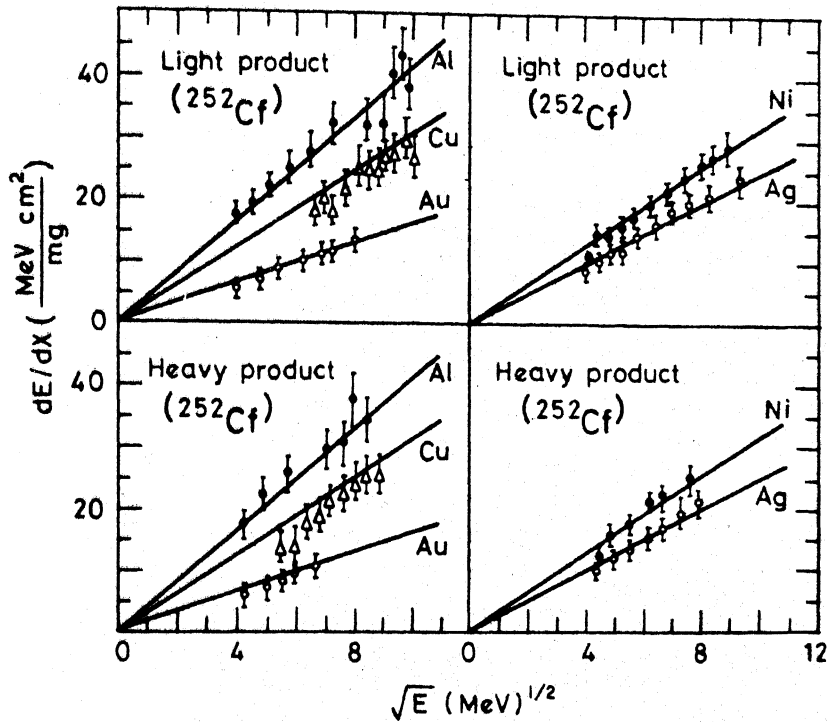 dE/dX (MeV cm²/mg)
40
20
0
Light product
(²⁵²Cf)
Al
Cu
Au
Light product
(²⁵²Cf)
Ni
Ag
40
20
Heavy product
(²⁵²Cf)
Al
Cu
Au
Heavy product
(²⁵²Cf)
Ni
Ag
0 4 8 0 4 8 12
√E (MeV)¹/²